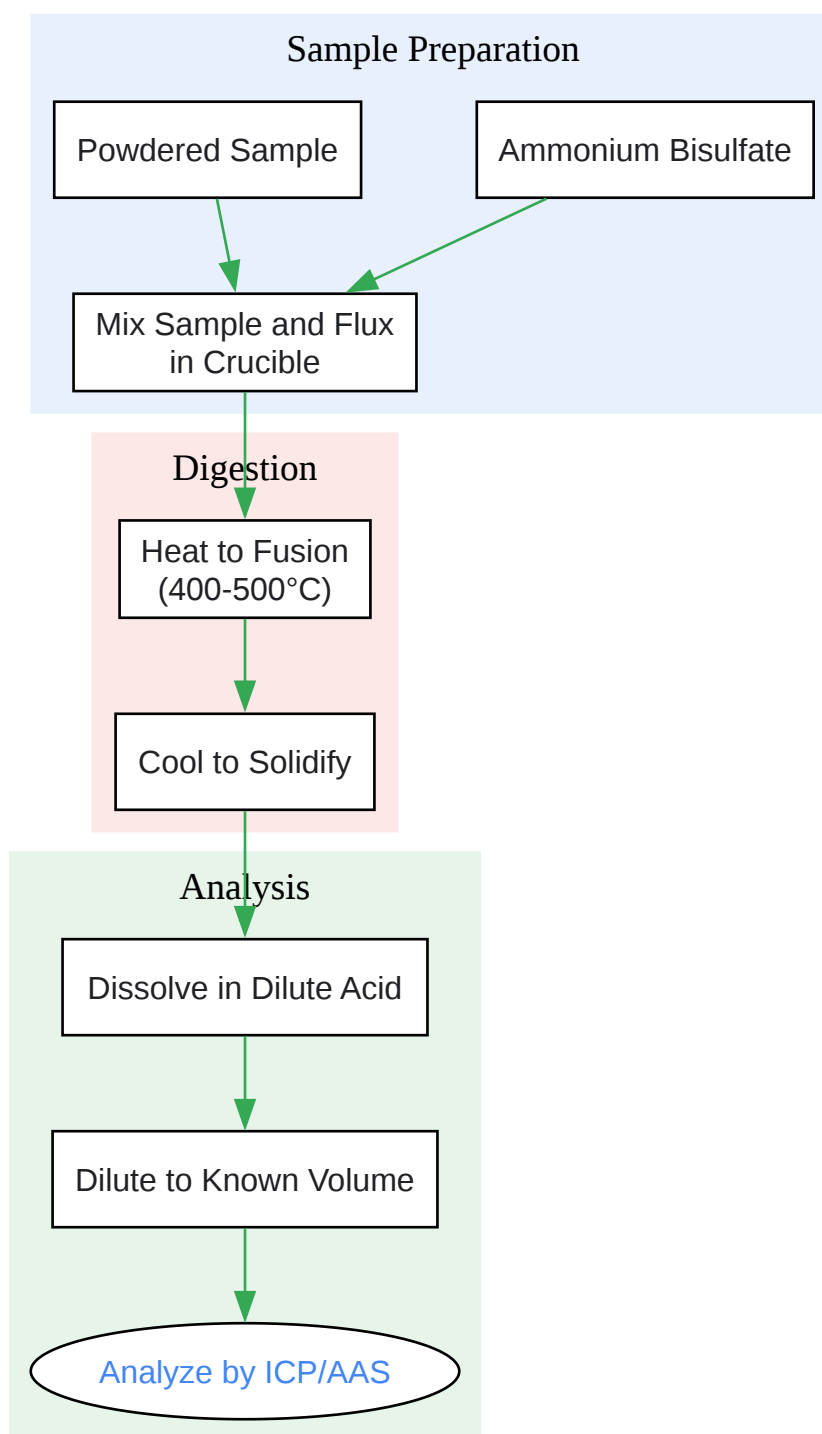 Sample Preparation
Powdered Sample
Ammonium Bisulfate
Mix Sample and Flux
in Crucible
Digestion
Heat to Fusion
(400-500°C)
Cool to Solidify
Analysis
Dissolve in Dilute Acid
Dilute to Known Volume
Analyze by ICP/AAS